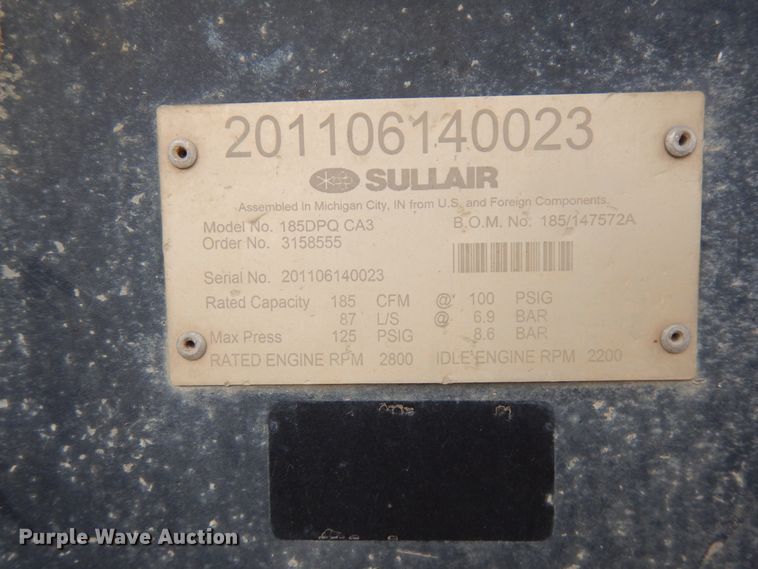 201106140023
SULLAIR
Assembled in Michigan City, IN from U.S. and Foreign Components.
Model No. 185DPQ CA3 B.O.M. No. 185/147572A
Order No. 3158555
Serial No. 201106140023
Rated Capacity 185 CFM @ 100 PSIG
87 L/S @ 6.9 BAR
Max Press 125 PSIG 8.6 BAR
RATED ENGINE RPM 2800 IDLE ENGINE RPM 2200
Purple Wave Auction